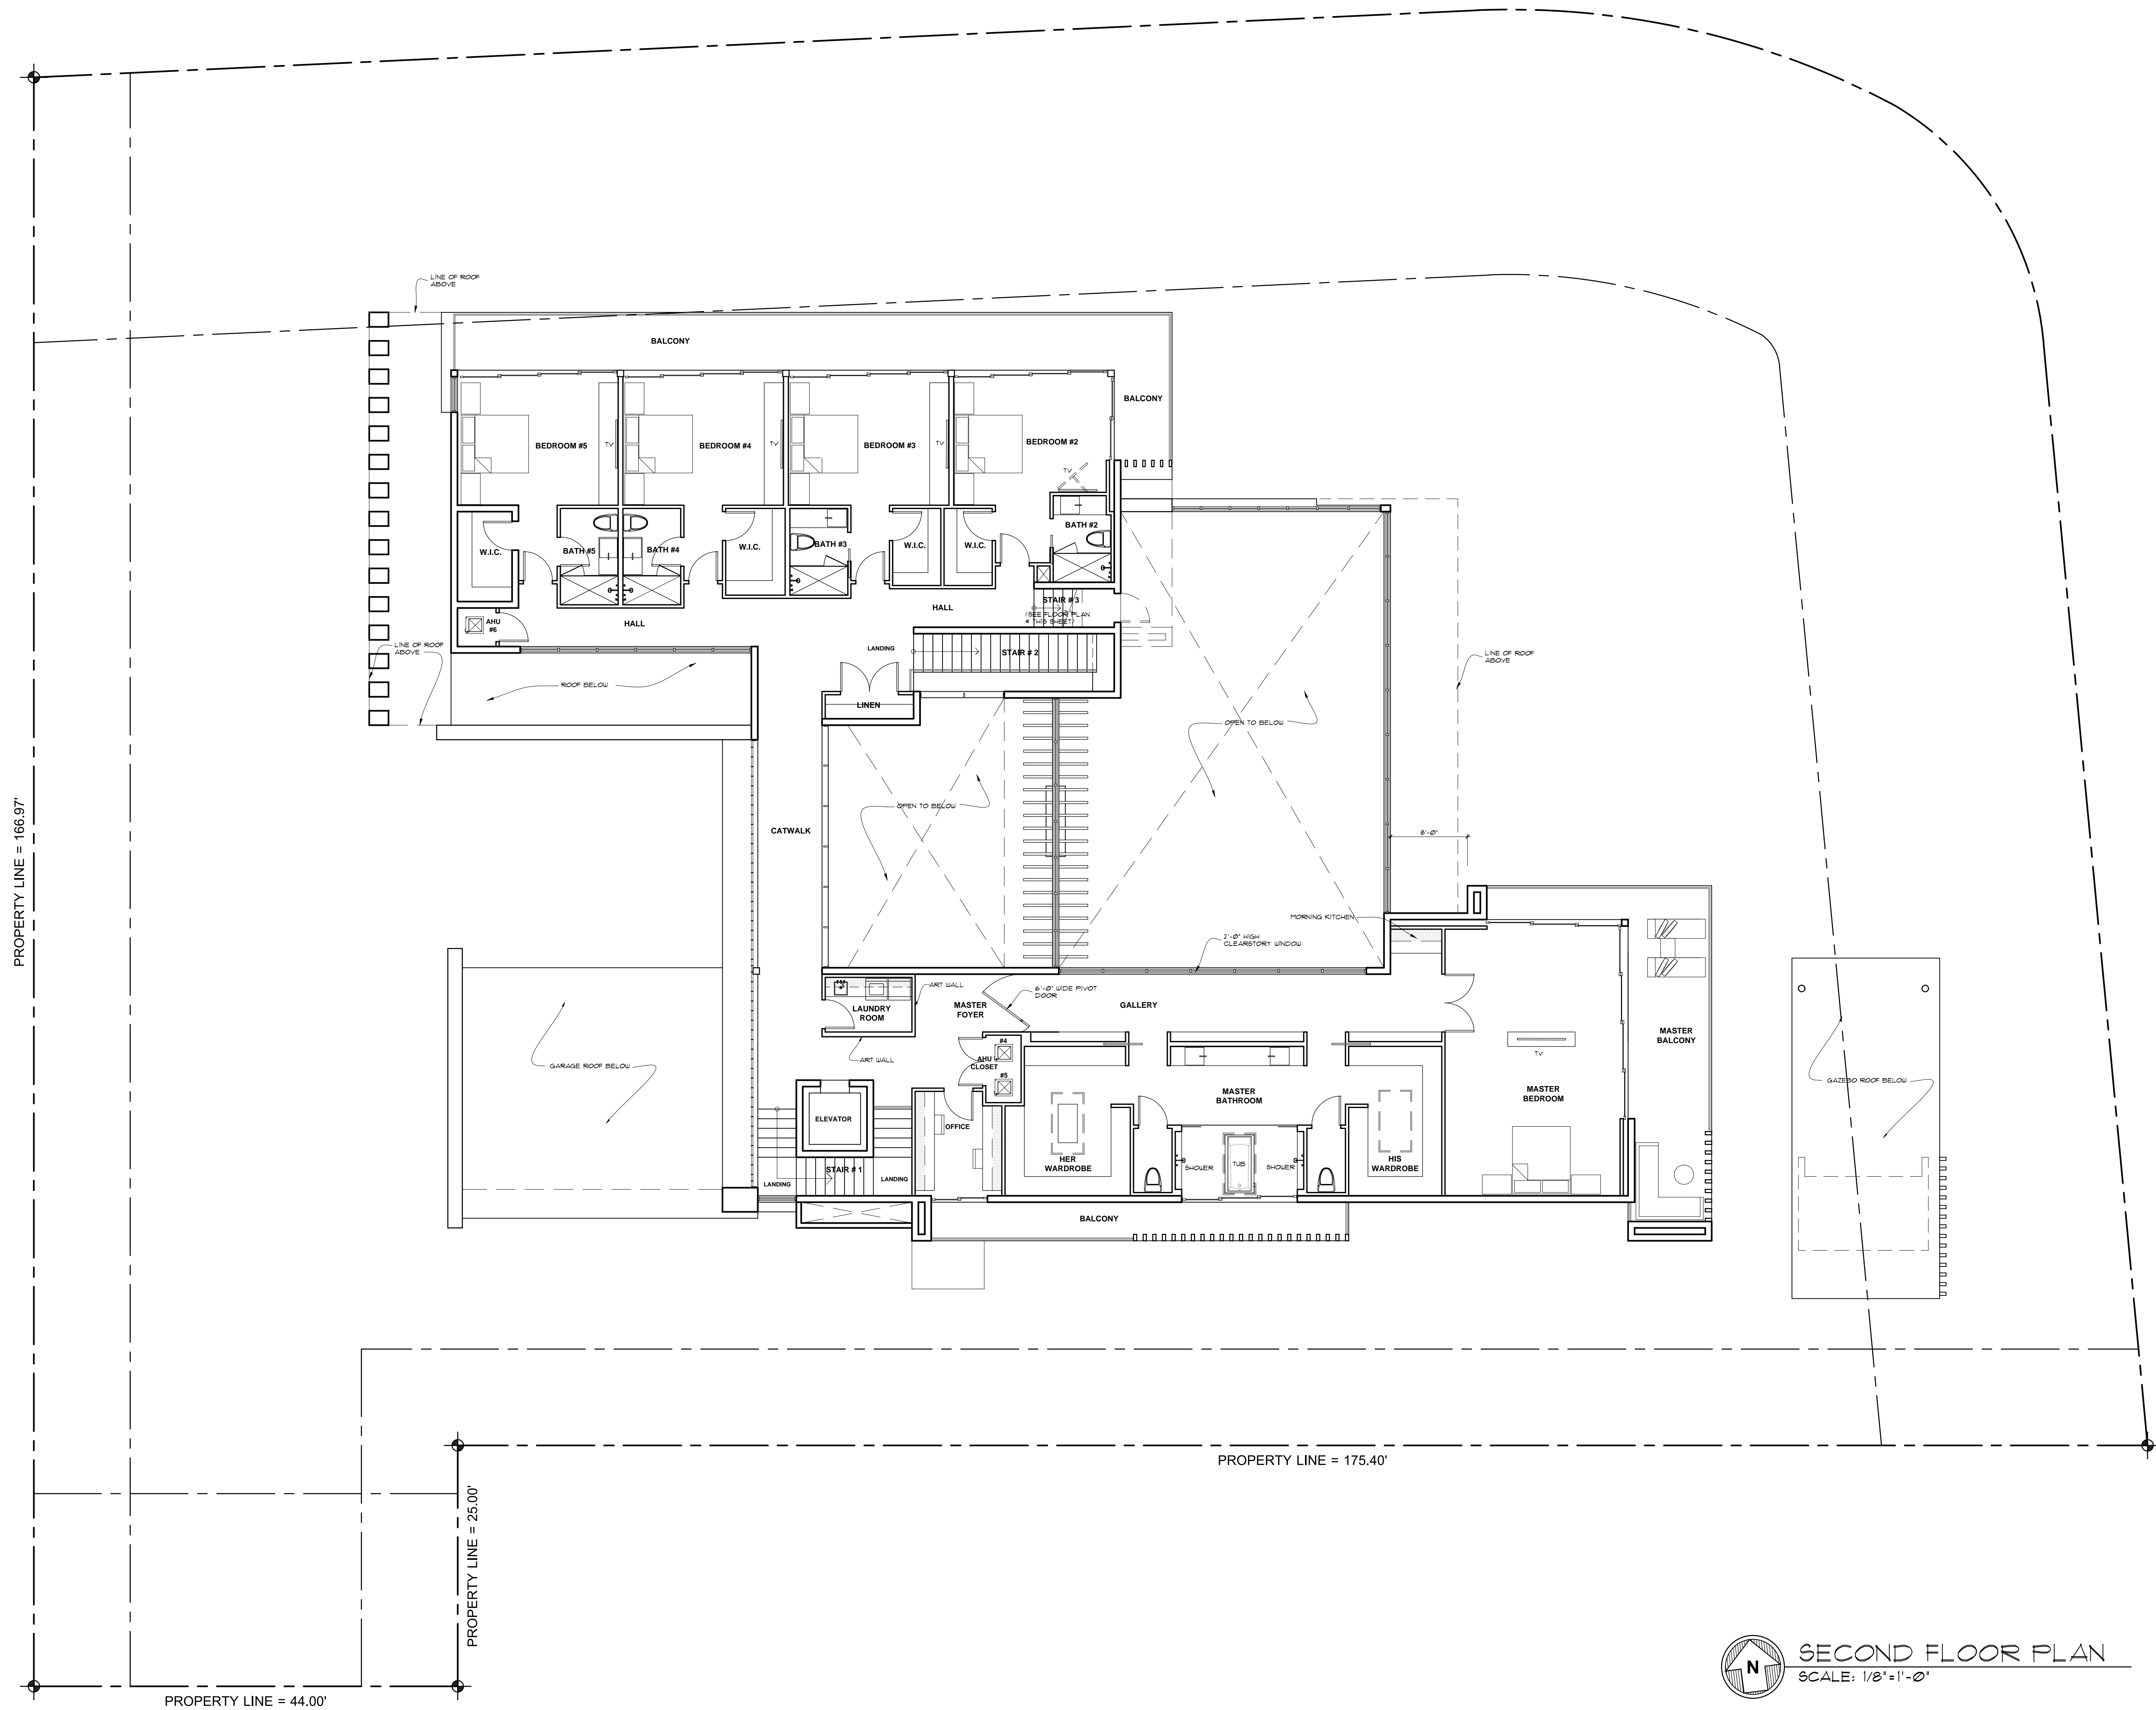 LINE OF ROOF
ABOVE
BALCONY
BALCONY
BEDROOM #5
TV
BEDROOM #4
TV
BEDROOM #3
TV
BEDROOM #2
TV
W.I.C.
BATH #5
BATH #4
W.I.C.
BATH #3
W.I.C.
W.I.C.
BATH #2
AHU
#6
HALL
HALL
STAIR # 3
(SEE FLOOR PLAN
@ THIS SHEET)
LINE OF ROOF
ABOVE
LANDING
STAIR # 2
LINE OF ROOF
ABOVE
ROOF BELOW
LINEN
OPEN TO BELOW
OPEN TO BELOW
CATWALK
8'-0"
PROPERTY LINE = 166.97'
MORNING KITCHEN
2'-0" HIGH
CLEARSTORY WINDOW
ART WALL
6'-0" WIDE PIVOT
DOOR
LAUNDRY
ROOM
MASTER
FOYER
GALLERY
MASTER
BALCONY
#4
AHU
CLOSET
#5
ART WALL
TV
GARAGE ROOF BELOW
GAZEBO ROOF BELOW
MASTER
BATHROOM
MASTER
BEDROOM
ELEVATOR
OFFICE
HER
WARDROBE
SHOWER
TUB
SHOWER
HIS
WARDROBE
STAIR # 1
LANDING
LANDING
BALCONY
PROPERTY LINE = 175.40'
PROPERTY LINE = 25.00'
PROPERTY LINE = 44.00'
N
SECOND FLOOR PLAN
SCALE: 1/8"=1'-0"